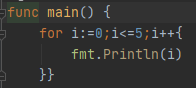 func main() {
    for i:=0;i<=5;i++{
        fmt.Println(i)
    }}